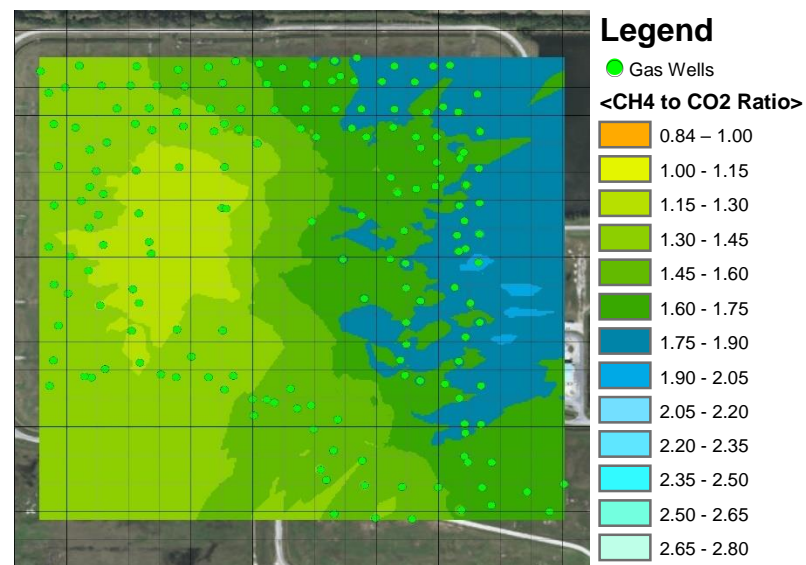 Legend
Gas Wells
<CH4 to CO2 Ratio>
0.84 – 1.00
1.00 - 1.15
1.15 - 1.30
1.30 - 1.45
1.45 - 1.60
1.60 - 1.75
1.75 - 1.90
1.90 - 2.05
2.05 - 2.20
2.20 - 2.35
2.35 - 2.50
2.50 - 2.65
2.65 - 2.80